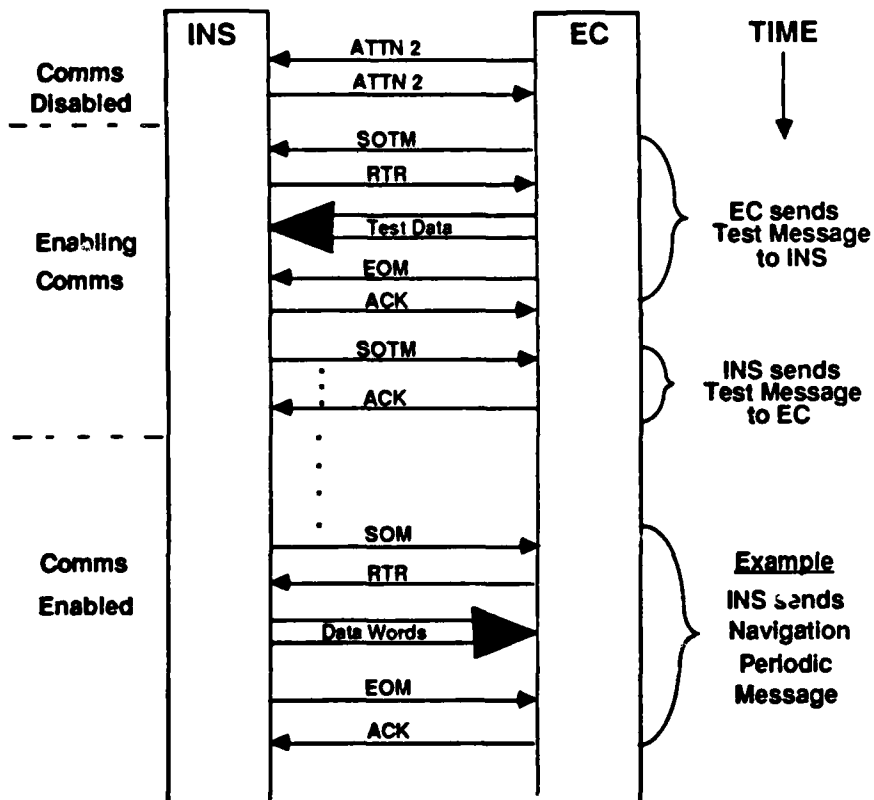 INS
EC
TIME
Comms
Disabled
ATTN 2
ATTN 2
SOTM
RTR
Test Data
EOM
ACK
EC sends
Test Message
to INS
Enabling
Comms
SOTM
ACK
INS sends
Test Message
to EC
SOM
RTR
Data Words
EOM
ACK
Comms
Enabled
Example
INS sends
Navigation
Periodic
Message